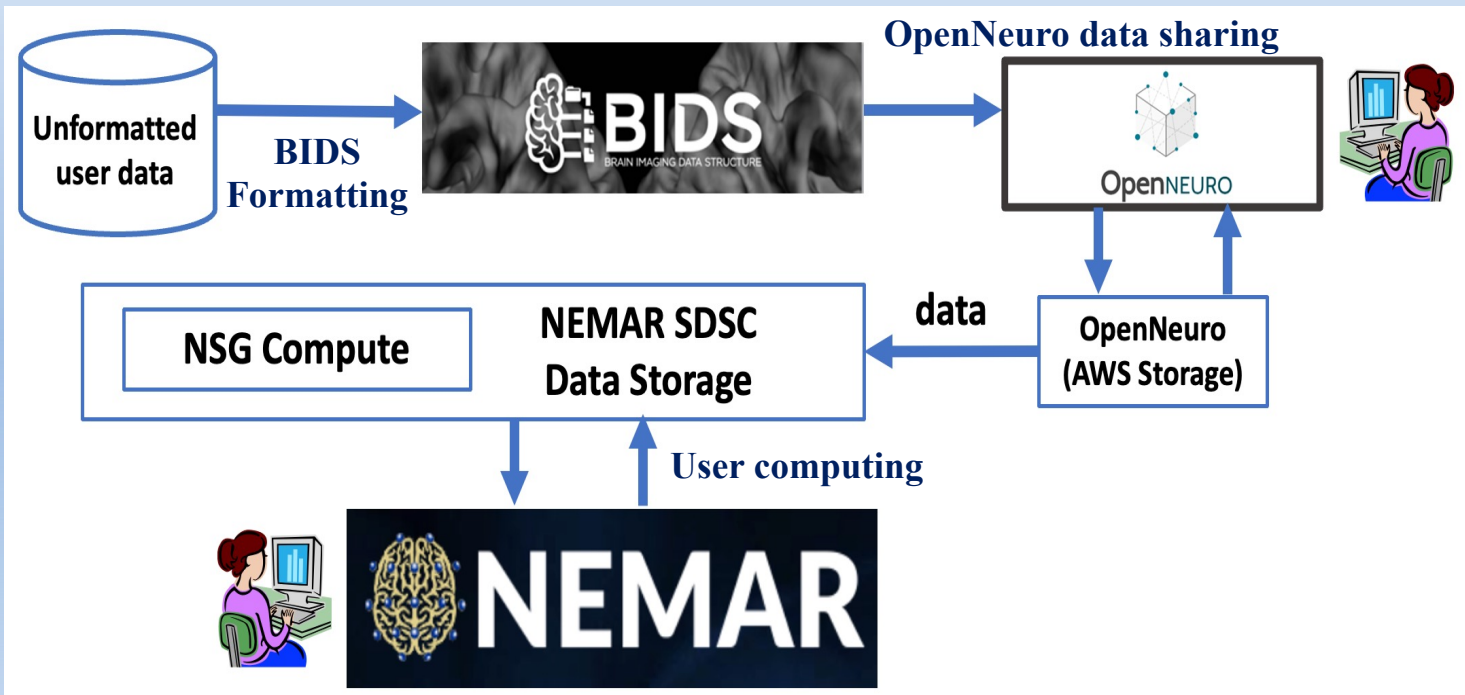 OpenNeuro data sharing
Unformatted
user data
BIDS
Formatting
BIDS
BRAIN IMAGING DATA STRUCTURE
OpenNEURO
NSG Compute
NEMAR SDSC
Data Storage
data
OpenNeuro
(AWS Storage)
User computing
NEMAR